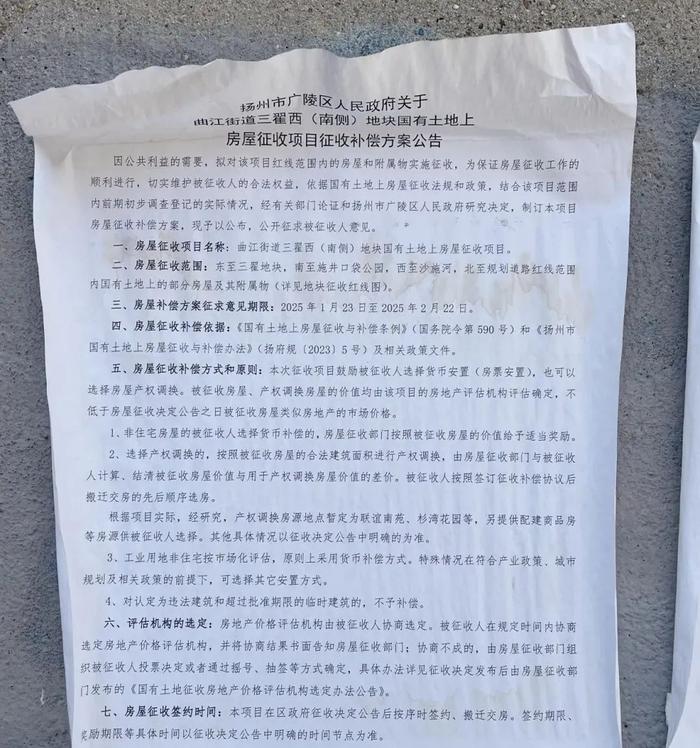 扬州市广陵区人民政府关于
曲江街道三翟西（南侧）地块国有土地上
房屋征收项目征收补偿方案公告
因公共利益的需要，拟对该项目红线范围内的房屋和附属物实施征收，为保证房屋征收工作的
顺利进行，切实维护被征收人的合法权益，依据国有土地上房屋征收法规和政策，结合该项目范围
内前期初步调查登记的实际情况，经有关部门论证和扬州市广陵区人民政府研究决定，制订本项目
房屋征收补偿方案，现予以公布，公开征求被征收人意见。
一、房屋征收项目名称：曲江街道三翟西（南侧）地块国有土地上房屋征收项目。
二、房屋征收范围：东至三翟地块，南至施井口袋公园，西至沙施河，北至规划道路红线范围
内国有土地上的部分房屋及其附属物（详见地块征收红线图）。
三、房屋补偿方案征求意见期限：2025 年 1 月 23 日至 2025 年 2 月 22 日。
四、房屋征收补偿依据：《国有土地上房屋征收与补偿条例》（国务院令第 590 号）和《扬州市
国有土地上房屋征收与补偿办法》（扬府规〔2023〕5 号）及相关政策文件。
五、房屋征收补偿方式和原则：本次征收项目鼓励被征收人选择货币安置（房票安置），也可以
选择房屋产权调换。被征收房屋、产权调换房屋的价值均由该项目的房地产评估机构评估确定，不
低于房屋征收决定公告之日被征收房屋类似房地产的市场价格。
1、非住宅房屋的被征收人选择货币补偿的，房屋征收部门按照被征收房屋的价值给予适当奖励。
2、选择产权调换的，按照被征收房屋的合法建筑面积进行产权调换，由房屋征收部门与被征收
人计算、结清被征收房屋价值与用于产权调换房屋价值的差价。被征收人按照签订征收补偿协议后
搬迁交房的先后顺序选房。
根据项目实际，经研究，产权调换房源地点暂定为联谊南苑、杉湾花园等，另提供配建商品房
等房源供被征收人选择。其他具体情况以征收决定公告中明确的为准。
3、工业用地非住宅按市场化评估，原则上采用货币补偿方式。特殊情况在符合产业政策、城市
规划及相关政策的前提下，可选择其它安置方式。
4、对认定为违法建筑和超过批准期限的临时建筑的，不予补偿。
六、评估机构的选定：房地产价格评估机构由被征收人协商选定。被征收人在规定时间内协商
选定房地产价格评估机构，并将协商结果书面告知房屋征收部门；协商不成的，由房屋征收部门
组织被征收人投票决定或者通过摇号、抽签等方式确定，具体办法详见征收决定发布后由房屋征收部
门发布的《国有土地征收房地产价格评估机构选定办法公告》。
七、房屋征收签约时间：本项目在区政府征收决定公告后按序时签约、搬迁交房。签约期限、
奖励期限等具体时间以征收决定公告中明确的时间节点为准。